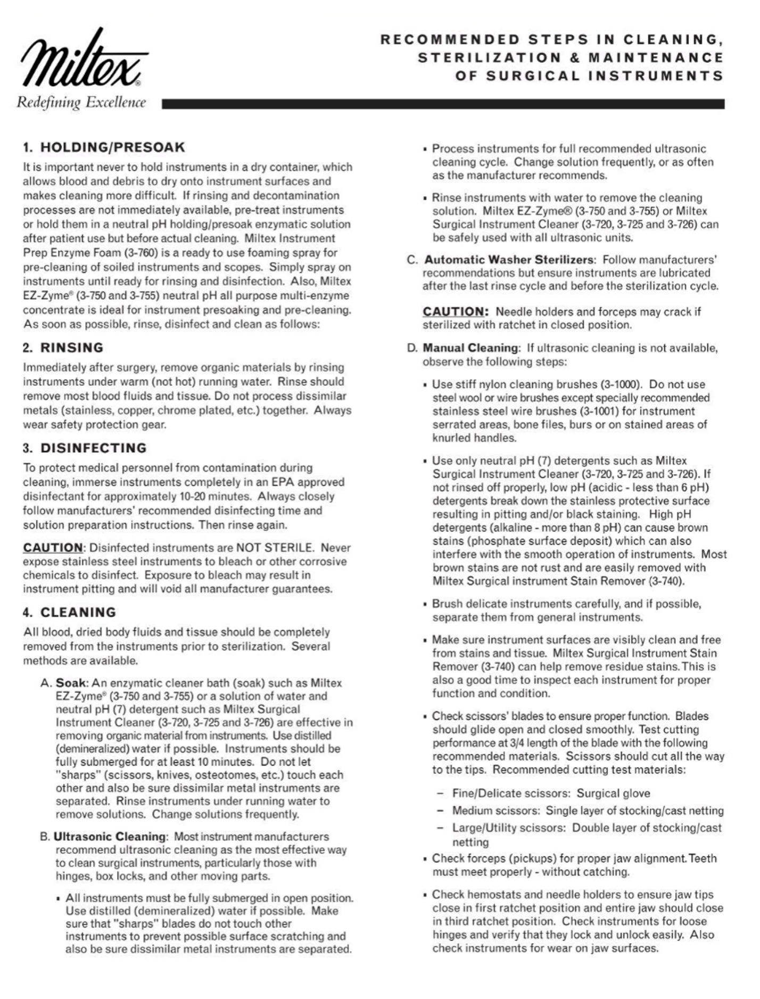 Miltex®
Redefining Excellence
RECOMMENDED STEPS IN CLEANING,
STERILIZATION & MAINTENANCE
OF SURGICAL INSTRUMENTS
1. HOLDING/PRESOAK
It is important never to hold instruments in a dry container, which
allows blood and debris to dry onto instrument surfaces and
makes cleaning more difficult. If rinsing and decontamination
processes are not immediately available, pre-treat instruments
or hold them in a neutral pH holding/presoak enzymatic solution
after patient use but before actual cleaning. Miltex Instrument
Prep Enzyme Foam (3-760) is a ready to use foaming spray for
pre-cleaning of soiled instruments and scopes. Simply spray on
instruments until ready for rinsing and disinfection. Also, Miltex
EZ-Zyme® (3-750 and 3-755) neutral pH all purpose multi-enzyme
concentrate is ideal for instrument presoaking and pre-cleaning.
As soon as possible, rinse, disinfect and clean as follows:
2. RINSING
Immediately after surgery, remove organic materials by rinsing
instruments under warm (not hot) running water. Rinse should
remove most blood fluids and tissue. Do not process dissimilar
metals (stainless, copper, chrome plated, etc.) together. Always
wear safety protection gear.
3. DISINFECTING
To protect medical personnel from contamination during
cleaning, immerse instruments completely in an EPA approved
disinfectant for approximately 10-20 minutes. Always closely
follow manufacturers' recommended disinfecting time and
solution preparation instructions. Then rinse again.
CAUTION: Disinfected instruments are NOT STERILE. Never
expose stainless steel instruments to bleach or other corrosive
chemicals to disinfect. Exposure to bleach may result in
instrument pitting and will void all manufacturer guarantees.
4. CLEANING
All blood, dried body fluids and tissue should be completely
removed from the instruments prior to sterilization. Several
methods are available.
A. Soak: An enzymatic cleaner bath (soak) such as Miltex
EZ-Zyme® (3-750 and 3-755) or a solution of water and
neutral pH (7) detergent such as Miltex Surgical
Instrument Cleaner (3-720, 3-725 and 3-726) are effective in
removing organic material from instruments. Use distilled
(demineralized) water if possible. Instruments should be
fully submerged for at least 10 minutes. Do not let
"sharps" (scissors, knives, osteotomes, etc.) touch each
other and also be sure dissimilar metal instruments are
separated. Rinse instruments under running water to
remove solutions. Change solutions frequently.
B. Ultrasonic Cleaning: Most instrument manufacturers
recommend ultrasonic cleaning as the most effective way
to clean surgical instruments, particularly those with
hinges, box locks, and other moving parts.
▪ All instruments must be fully submerged in open position.
Use distilled (demineralized) water if possible. Make
sure that "sharps" blades do not touch other
instruments to prevent possible surface scratching and
also be sure dissimilar metal instruments are separated.
▪ Process instruments for full recommended ultrasonic
cleaning cycle. Change solution frequently, or as often
as the manufacturer recommends.
▪ Rinse instruments with water to remove the cleaning
solution. Miltex EZ-Zyme® (3-750 and 3-755) or Miltex
Surgical Instrument Cleaner (3-720, 3-725 and 3-726) can
be safely used with all ultrasonic units.
C. Automatic Washer Sterilizers: Follow manufacturers'
recommendations but ensure instruments are lubricated
after the last rinse cycle and before the sterilization cycle.
CAUTION: Needle holders and forceps may crack if
sterilized with ratchet in closed position.
D. Manual Cleaning: If ultrasonic cleaning is not available,
observe the following steps:
▪ Use stiff nylon cleaning brushes (3-1000). Do not use
steel wool or wire brushes except specially recommended
stainless steel wire brushes (3-1001) for instrument
serrated areas, bone files, burs or on stained areas of
knurled handles.
▪ Use only neutral pH (7) detergents such as Miltex
Surgical Instrument Cleaner (3-720, 3-725 and 3-726). If
not rinsed off properly, low pH (acidic - less than 6 pH)
detergents break down the stainless protective surface
resulting in pitting and/or black staining. High pH
detergents (alkaline - more than 8 pH) can cause brown
stains (phosphate surface deposit) which can also
interfere with the smooth operation of instruments. Most
brown stains are not rust and are easily removed with
Miltex Surgical instrument Stain Remover (3-740).
▪ Brush delicate instruments carefully, and if possible,
separate them from general instruments.
▪ Make sure instrument surfaces are visibly clean and free
from stains and tissue. Miltex Surgical Instrument Stain
Remover (3-740) can help remove residue stains. This is
also a good time to inspect each instrument for proper
function and condition.
▪ Check scissors' blades to ensure proper function. Blades
should glide open and closed smoothly. Test cutting
performance at 3/4 length of the blade with the following
recommended materials. Scissors should cut all the way
to the tips. Recommended cutting test materials:
– Fine/Delicate scissors: Surgical glove
– Medium scissors: Single layer of stocking/cast netting
– Large/Utility scissors: Double layer of stocking/cast
netting
▪ Check forceps (pickups) for proper jaw alignment. Teeth
must meet properly - without catching.
▪ Check hemostats and needle holders to ensure jaw tips
close in first ratchet position and entire jaw should close
in third ratchet position. Check instruments for loose
hinges and verify that they lock and unlock easily. Also
check instruments for wear on jaw surfaces.